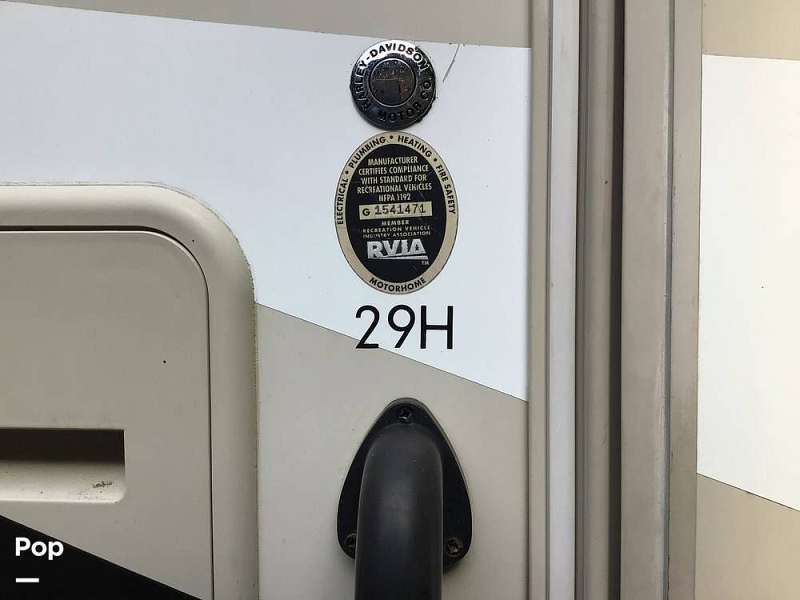 HARLEY-DAVIDSON
MOTOR CO.
ELECTRICAL • PLUMBING • HEATING • FIRE SAFETY
MANUFACTURER
CERTIFIES COMPLIANCE
WITH STANDARD FOR
RECREATIONAL VEHICLES
NFPA 1192
G 1541471
MEMBER
RECREATION VEHICLE
INDUSTRY ASSOCIATION
RVIA
TM
MOTORHOME
29H
Pop